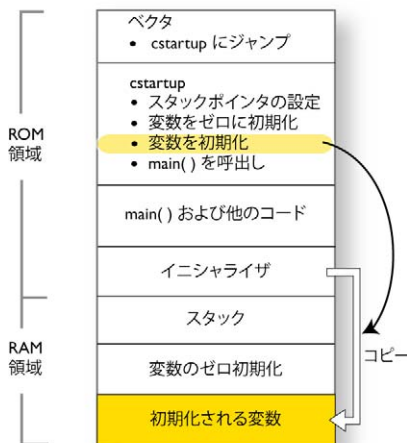 ベクタ
• cstartup にジャンプ
cstartup
• スタックポインタの設定
• 変数をゼロに初期化
• 変数を初期化
• main( ) を呼出し
ROM
領域
main( ) および他のコード
イニシャライザ
スタック
RAM
領域
コピー
変数のゼロ初期化
初期化される変数